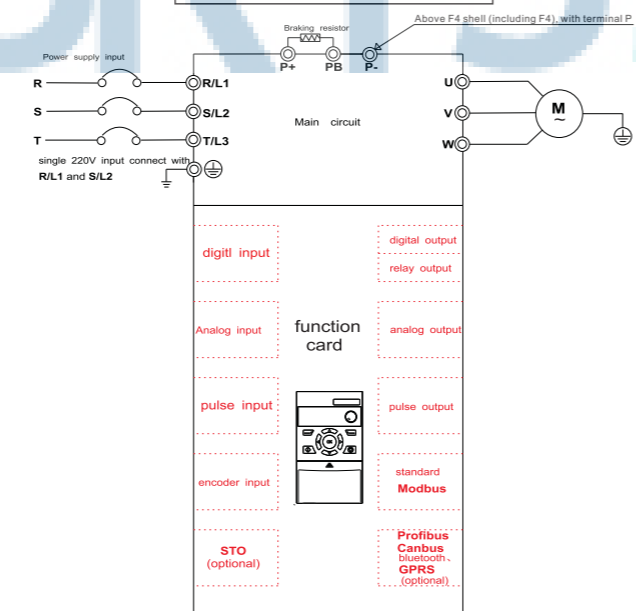 Above F4 shell (including F4), with terminal P
Braking resistor
Power supply input
P+ PB P-
R R/L1
S S/L2
T T/L3
single 220V input connect with
R/L1 and S/L2
Main circuit
U
V
W
M
~
digitl input
digital output
relay output
Analog input
function
card
analog output
pulse input
pulse output
encoder input
standard
Modbus
STO
(optional)
Profibus
Canbus
bluetooth、
GPRS
(optional)